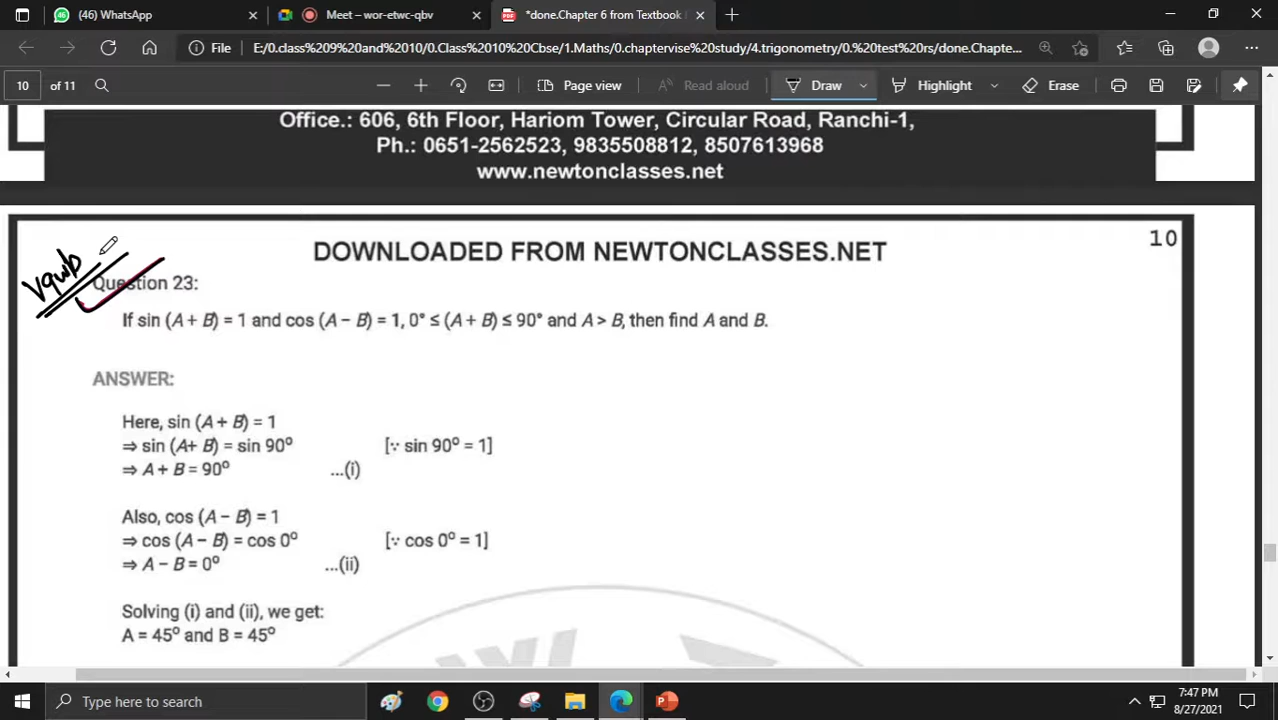 (46) WhatsApp
Meet – wor-etwc-qbv
*done.Chapter 6 from Textbook
File
E:/0.class%209%20and%2010/0.Class%2010%20Cbse/1.Maths/0.chaptervise%20study/4.trigonometry/0.%20test%20rs/done.Chapte...
10 of 11
Page view
Read aloud
Draw
Highlight
Erase
Office.: 606, 6th Floor, Hariom Tower, Circular Road, Ranchi-1,
Ph.: 0651-2562523, 9835508812, 8507613968
www.newtonclasses.net
10
DOWNLOADED FROM NEWTONCLASSES.NET
Question 23:
If sin (A + B) = 1 and cos (A − B) = 1, 0° ≤ (A + B) ≤ 90° and A > B, then find A and B.
ANSWER:
Here, sin (A + B) = 1
⇒ sin (A+ B) = sin 90° [∵ sin 90° = 1]
⇒ A + B = 90° ...(i)
Also, cos (A − B) = 1
⇒ cos (A − B) = cos 0° [∵ cos 0° = 1]
⇒ A − B = 0° ...(ii)
Solving (i) and (ii), we get:
A = 45° and B = 45°
Type here to search
7:47 PM
8/27/2021